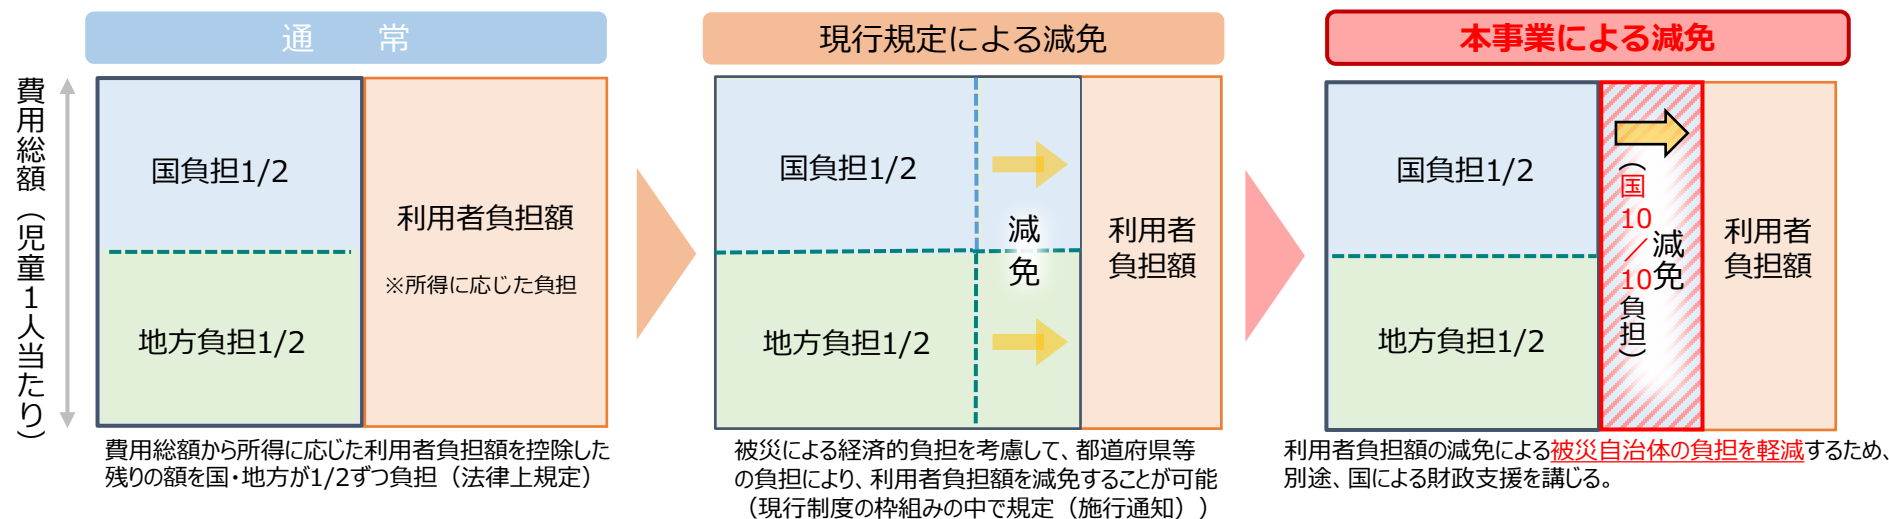 通　常
費用総額（児童１人当たり）
国負担1/2
地方負担1/2
利用者負担額
※所得に応じた負担
費用総額から所得に応じた利用者負担額を控除した
残りの額を国・地方が1/2ずつ負担（法律上規定）
現行規定による減免
国負担1/2
地方負担1/2
減免
利用者
負担額
被災による経済的負担を考慮して、都道府県等
の負担により、利用者負担額を減免することが可能
（現行制度の枠組みの中で規定（施行通知））
本事業による減免
国負担1/2
地方負担1/2
減免
（国10／10負担）
利用者
負担額
利用者負担額の減免による被災自治体の負担を軽減するため、
別途、国による財政支援を講じる。